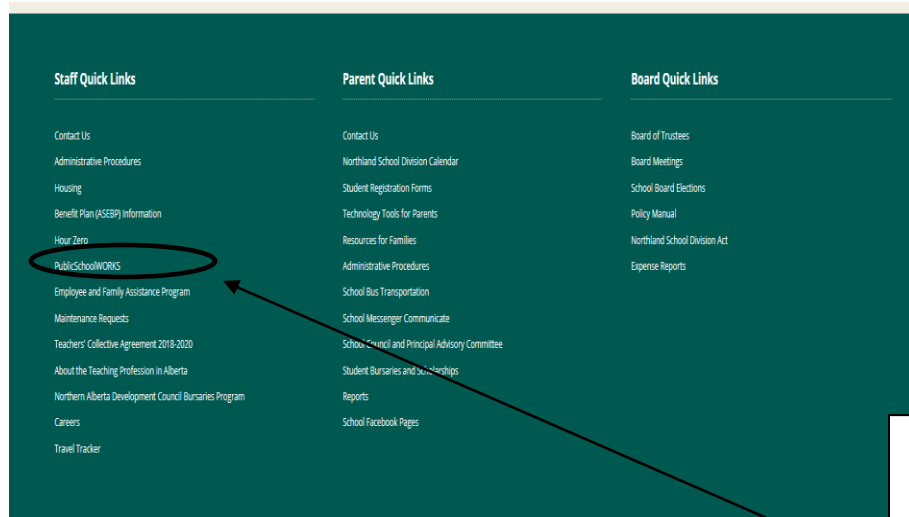 Staff Quick Links
Contact Us
Administrative Procedures
Housing
Benefit Plan (ASEBP) Information
Hour Zero
PublicSchoolWORKS
Employee and Family Assistance Program
Maintenance Requests
Teachers' Collective Agreement 2018-2020
About the Teaching Profession in Alberta
Northern Alberta Development Council Bursaries Program
Careers
Travel Tracker
Parent Quick Links
Contact Us
Northland School Division Calendar
Student Registration Forms
Technology Tools for Parents
Resources for Families
Administrative Procedures
School Bus Transportation
School Messenger Communicate
School Council and Principal Advisory Committee
Student Bursaries and Scholarships
Reports
School Facebook Pages
Board Quick Links
Board of Trustees
Board Meetings
School Board Elections
Policy Manual
Northland School Division Act
Expense Reports